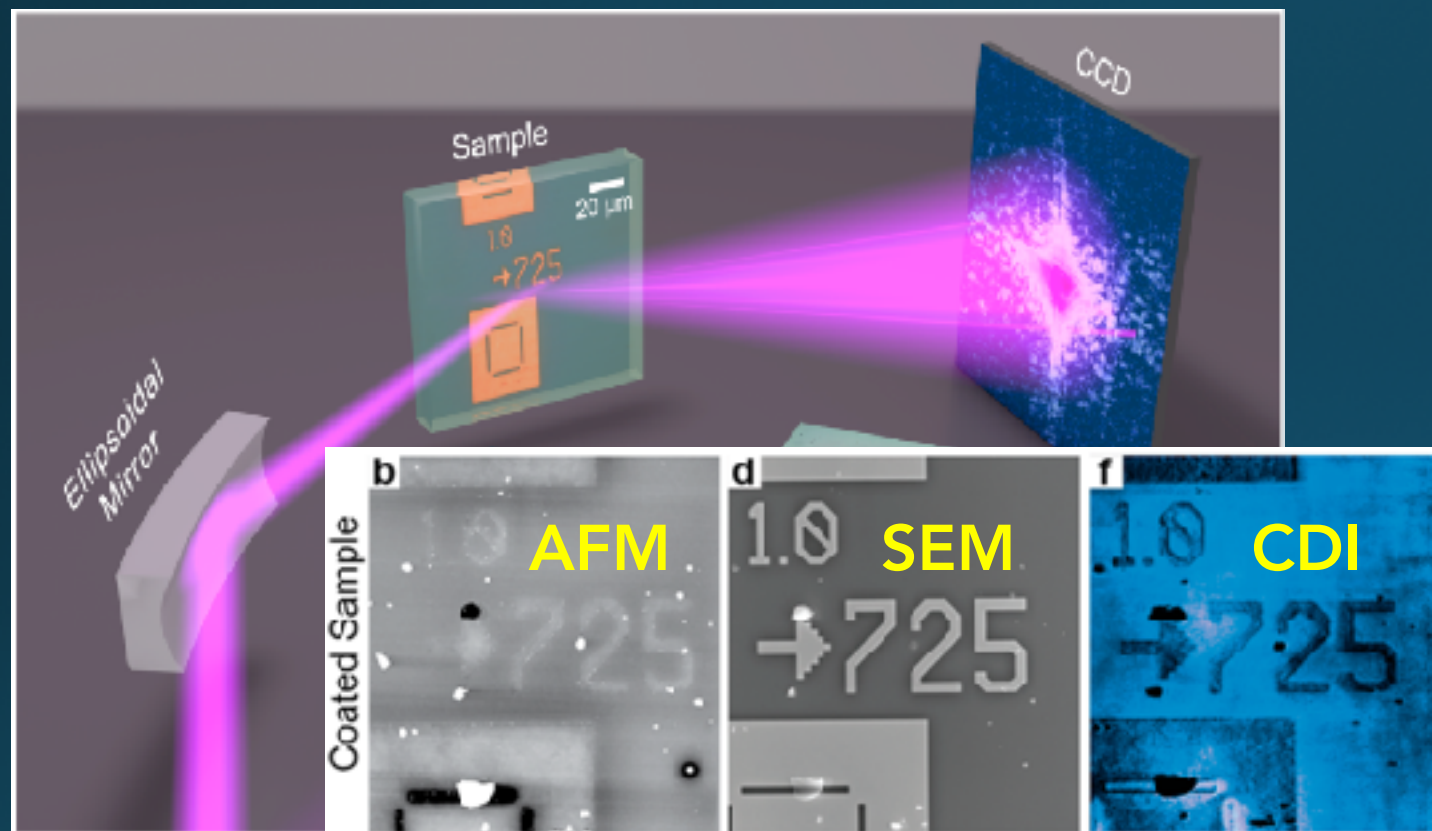 CCD
Sample
20 μm
1.0
→725
Ellipsoidal
Mirror
Coated Sample
b
AFM
1.0
725
d
SEM
1.0
→725
f
CDI
1.0
→725